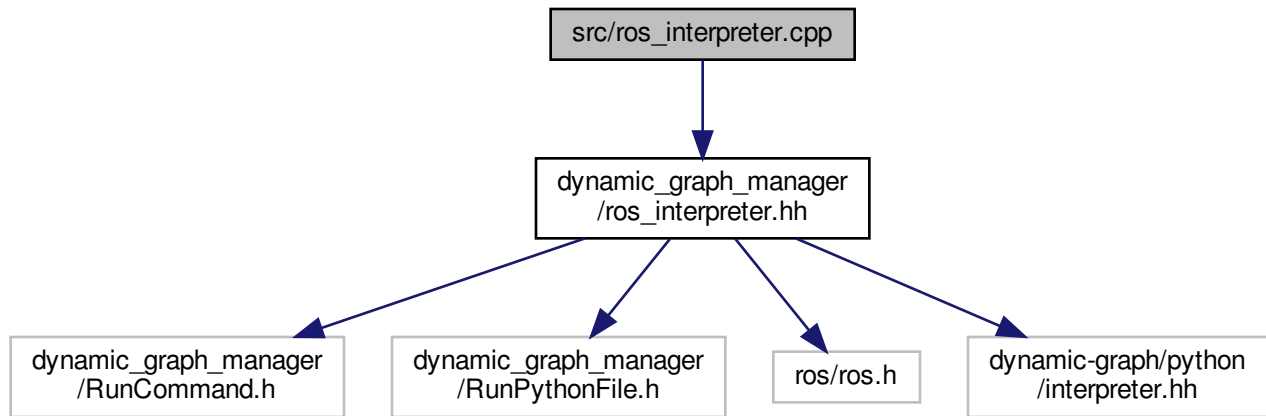 src/ros_interpreter.cpp
dynamic_graph_manager
/ros_interpreter.hh
dynamic_graph_manager
/RunCommand.h
dynamic_graph_manager
/RunPythonFile.h
ros/ros.h
dynamic-graph/python
/interpreter.hh